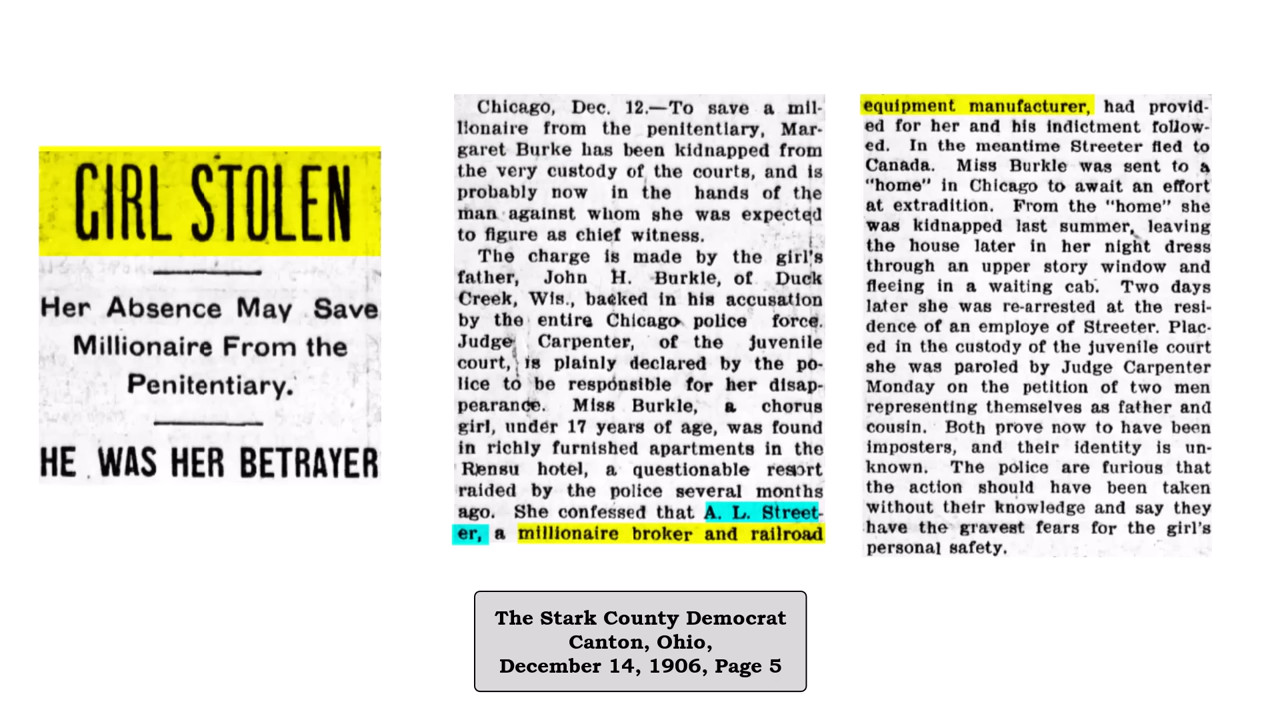 GIRL STOLEN
Her Absence May Save
Millionaire From the
Penitentiary.
HE WAS HER BETRAYER
Chicago, Dec. 12.—To save a mil-
lionaire from the penitentiary, Mar-
garet Burke has been kidnapped from
the very custody of the courts, and is
probably now in the hands of the
man against whom she was expected
to figure as chief witness.
The charge is made by the girl's
father, John H. Burkle, of Duck
Creek, Wis., backed in his accusation
by the entire Chicago police force.
Judge Carpenter, of the juvenile
court, is plainly declared by the po-
lice to be responsible for her disap-
pearance. Miss Burkle, a chorus
girl, under 17 years of age, was found
in richly furnished apartments in the
Rensu hotel, a questionable resort
raided by the police several months
ago. She confessed that A. L. Street-
er, a millionaire broker and railroad
equipment manufacturer, had provid-
ed for her and his indictment follow-
ed. In the meantime Streeter fled to
Canada. Miss Burkle was sent to a
"home" in Chicago to await an effort
at extradition. From the "home" she
was kidnapped last summer, leaving
the house later in her night dress
through an upper story window and
fleeing in a waiting cab. Two days
later she was re-arrested at the resi-
dence of an employe of Streeter. Plac-
ed in the custody of the juvenile court
she was paroled by Judge Carpenter
Monday on the petition of two men
representing themselves as father and
cousin. Both prove now to have been
imposters, and their identity is un-
known. The police are furious that
the action should have been taken
without their knowledge and say they
have the gravest fears for the girl's
personal safety.
The Stark County Democrat
Canton, Ohio,
December 14, 1906, Page 5